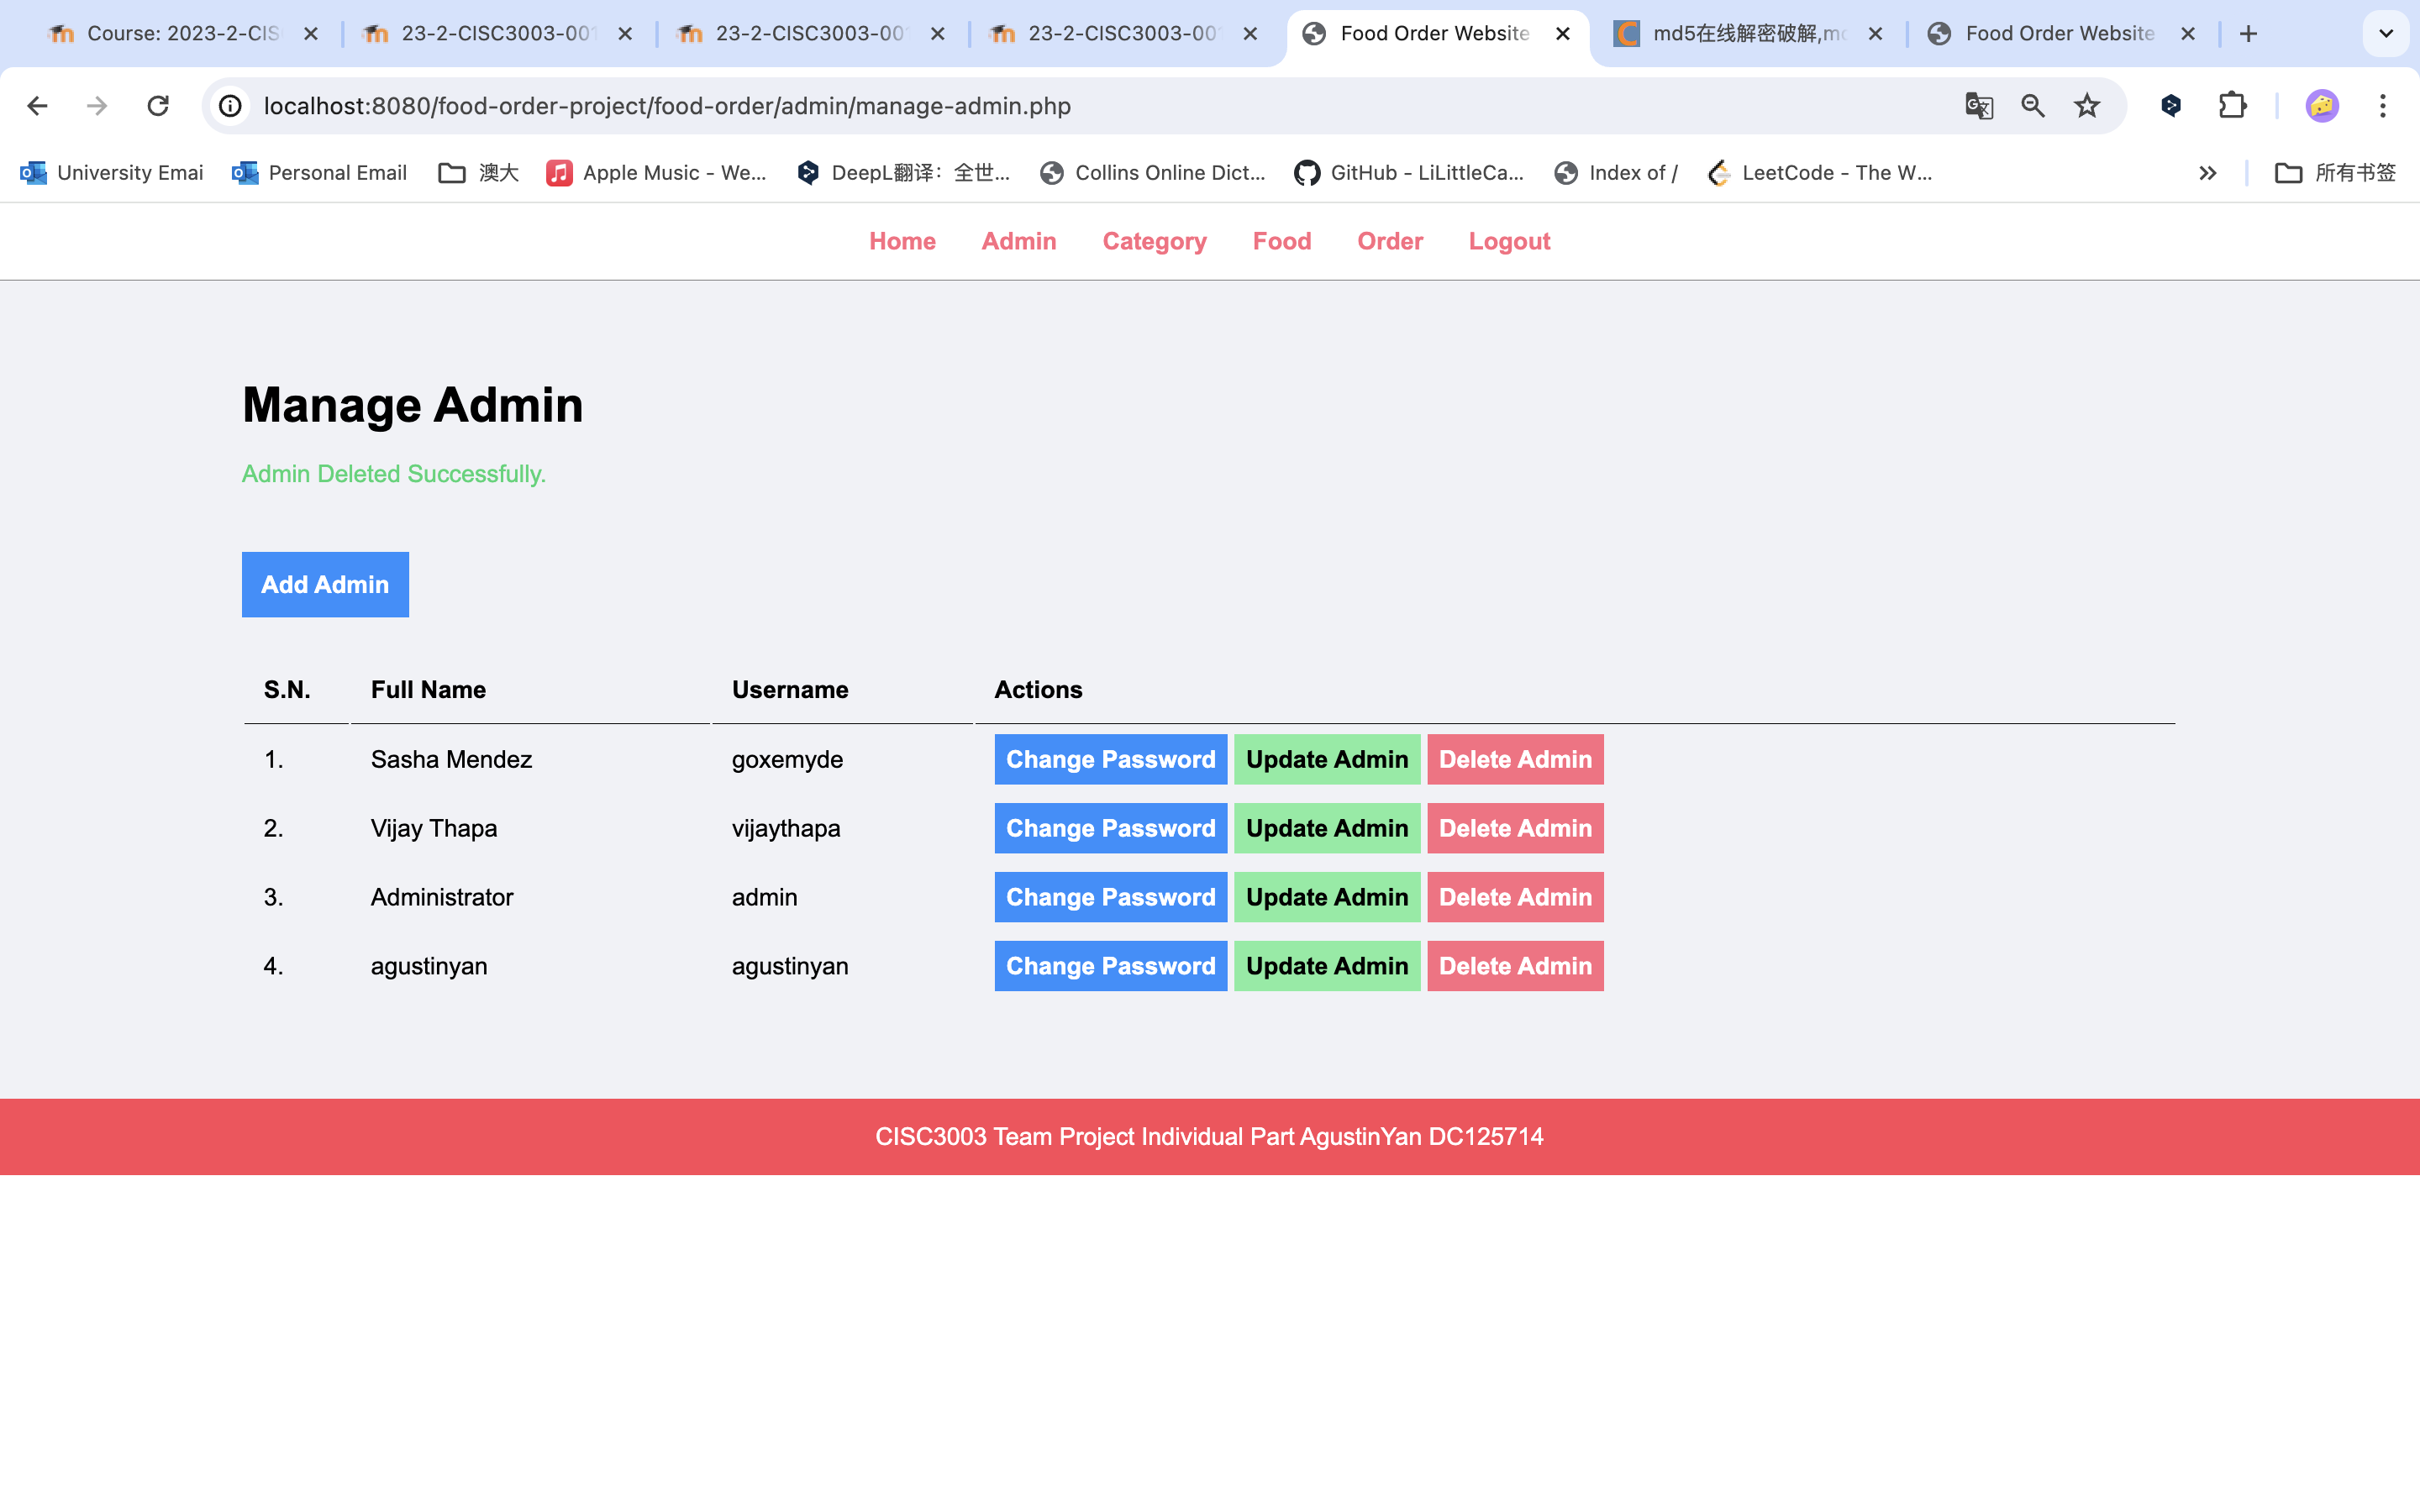 Course: 2023-2-CIS
23-2-CISC3003-001
23-2-CISC3003-00
23-2-CISC3003-00
Food Order Website
md5在线解密破解,md
Food Order Website
localhost:8080/food-order-project/food-order/admin/manage-admin.php
University Emai
Personal Email
澳大
Apple Music - We...
DeepL翻译：全世...
Collins Online Dict...
GitHub - LiLittleCa...
Index of /
LeetCode - The W...
所有书签
Home Admin Category Food Order Logout
Manage Admin
Admin Deleted Successfully.
Add Admin
S.N. Full Name Username Actions
1. Sasha Mendez goxemyde Change Password Update Admin Delete Admin
2. Vijay Thapa vijaythapa Change Password Update Admin Delete Admin
3. Administrator admin Change Password Update Admin Delete Admin
4. agustinyan agustinyan Change Password Update Admin Delete Admin
CISC3003 Team Project Individual Part AgustinYan DC125714